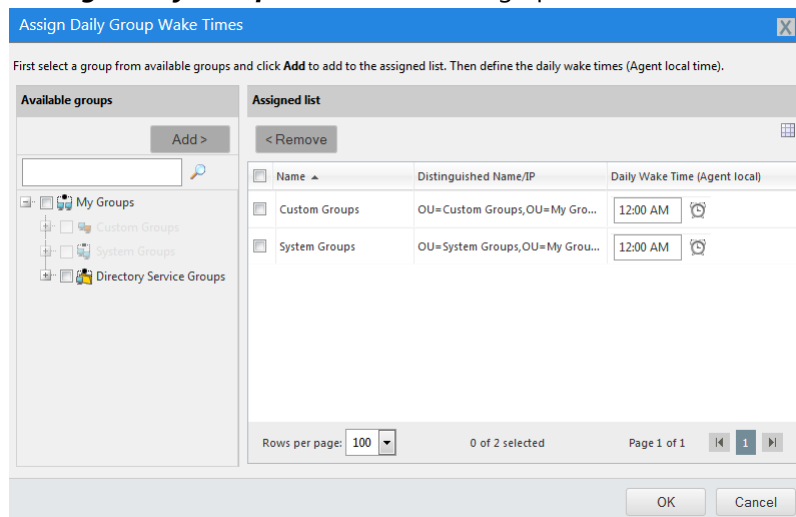 Assign Daily Group Wake Times
X
First select a group from available groups and click Add to add to the assigned list. Then define the daily wake times (Agent local time).
Available groups
Assigned list
Add >
< Remove
Name
Distinguished Name/IP
Daily Wake Time (Agent local)
My Groups
Custom Groups
System Groups
Directory Service Groups
Custom Groups
OU=Custom Groups,OU=My Gro...
12:00 AM
System Groups
OU=System Groups,OU=My Grou...
12:00 AM
Rows per page: 100
0 of 2 selected
Page 1 of 1
1
OK
Cancel